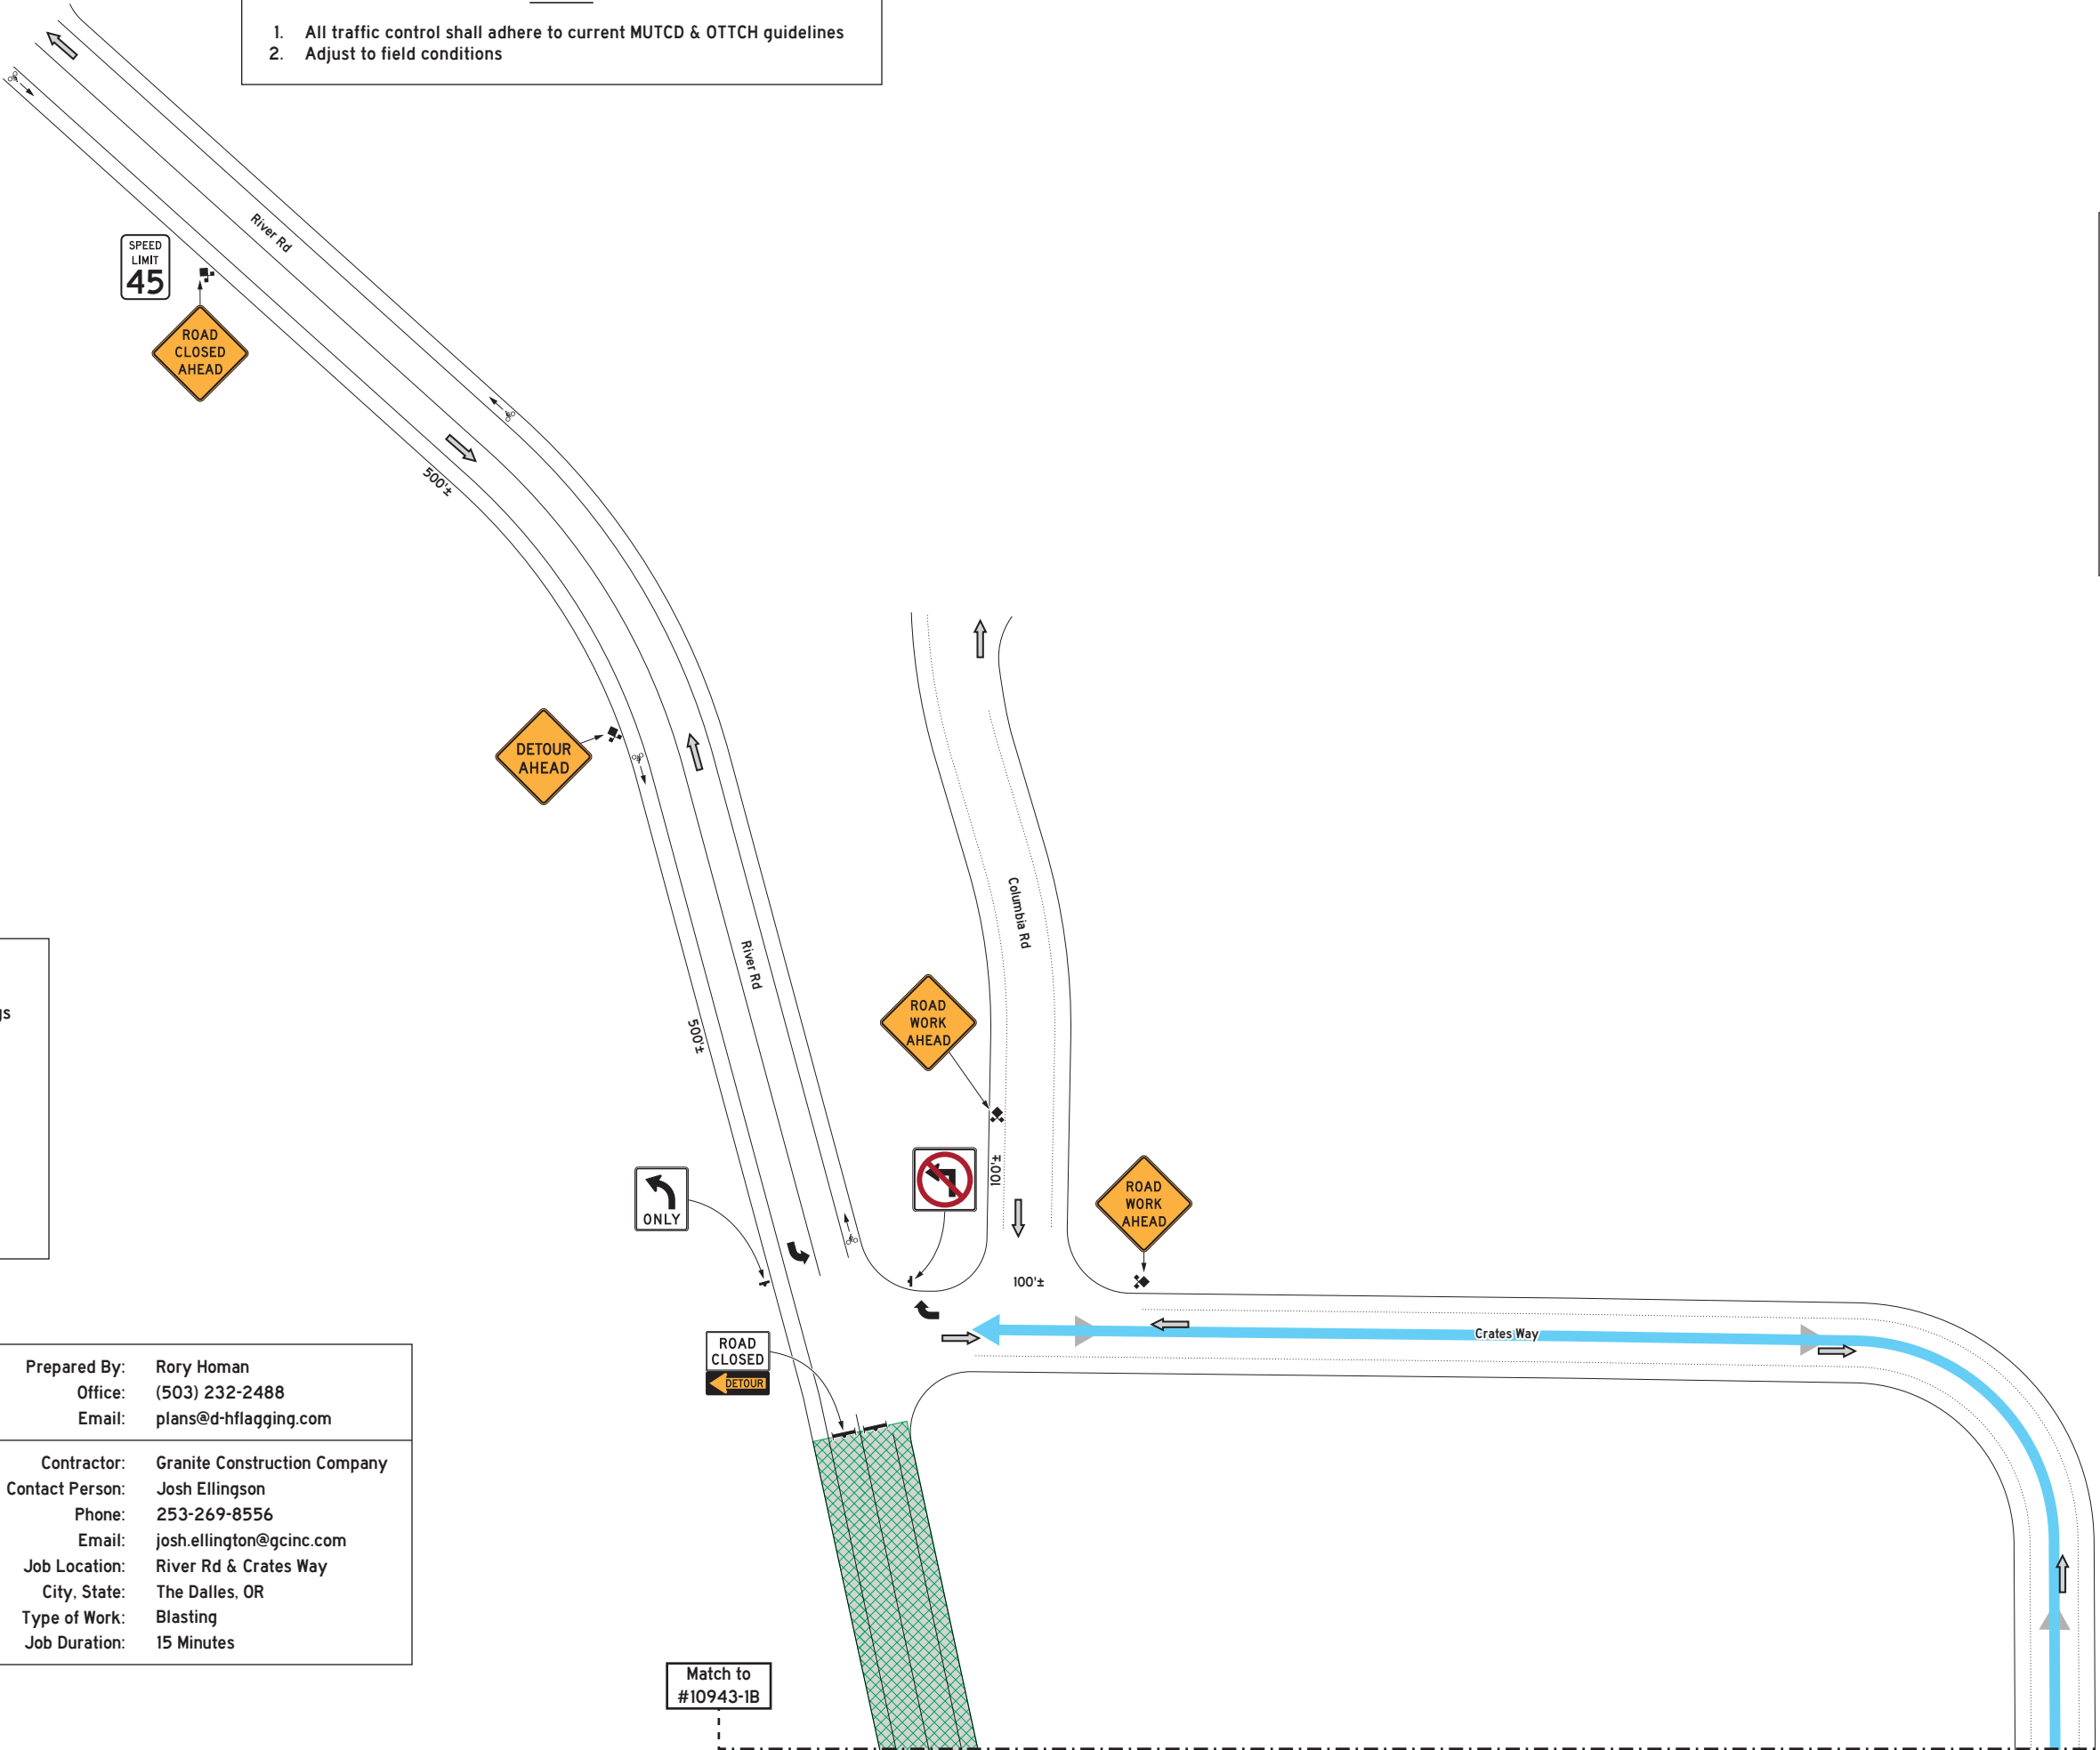 1. All traffic control shall adhere to current MUTCD & OTTCH guidelines
2. Adjust to field conditions
River Rd
SPEED
LIMIT
45
ROAD
CLOSED
AHEAD
500'±
DETOUR
AHEAD
Columbia Rd
River Rd
500'±
ROAD
WORK
AHEAD
100'±
ROAD
WORK
AHEAD
ONLY
100'±
Crates Way
ROAD
CLOSED
DETOUR
Prepared By: Rory Homan
Office: (503) 232-2488
Email: plans@d-hflagging.com
Contractor: Granite Construction Company
Contact Person: Josh Ellingson
Phone: 253-269-8556
Email: josh.ellington@gcinc.com
Job Location: River Rd & Crates Way
City, State: The Dalles, OR
Type of Work: Blasting
Job Duration: 15 Minutes
Match to
#10943-1B